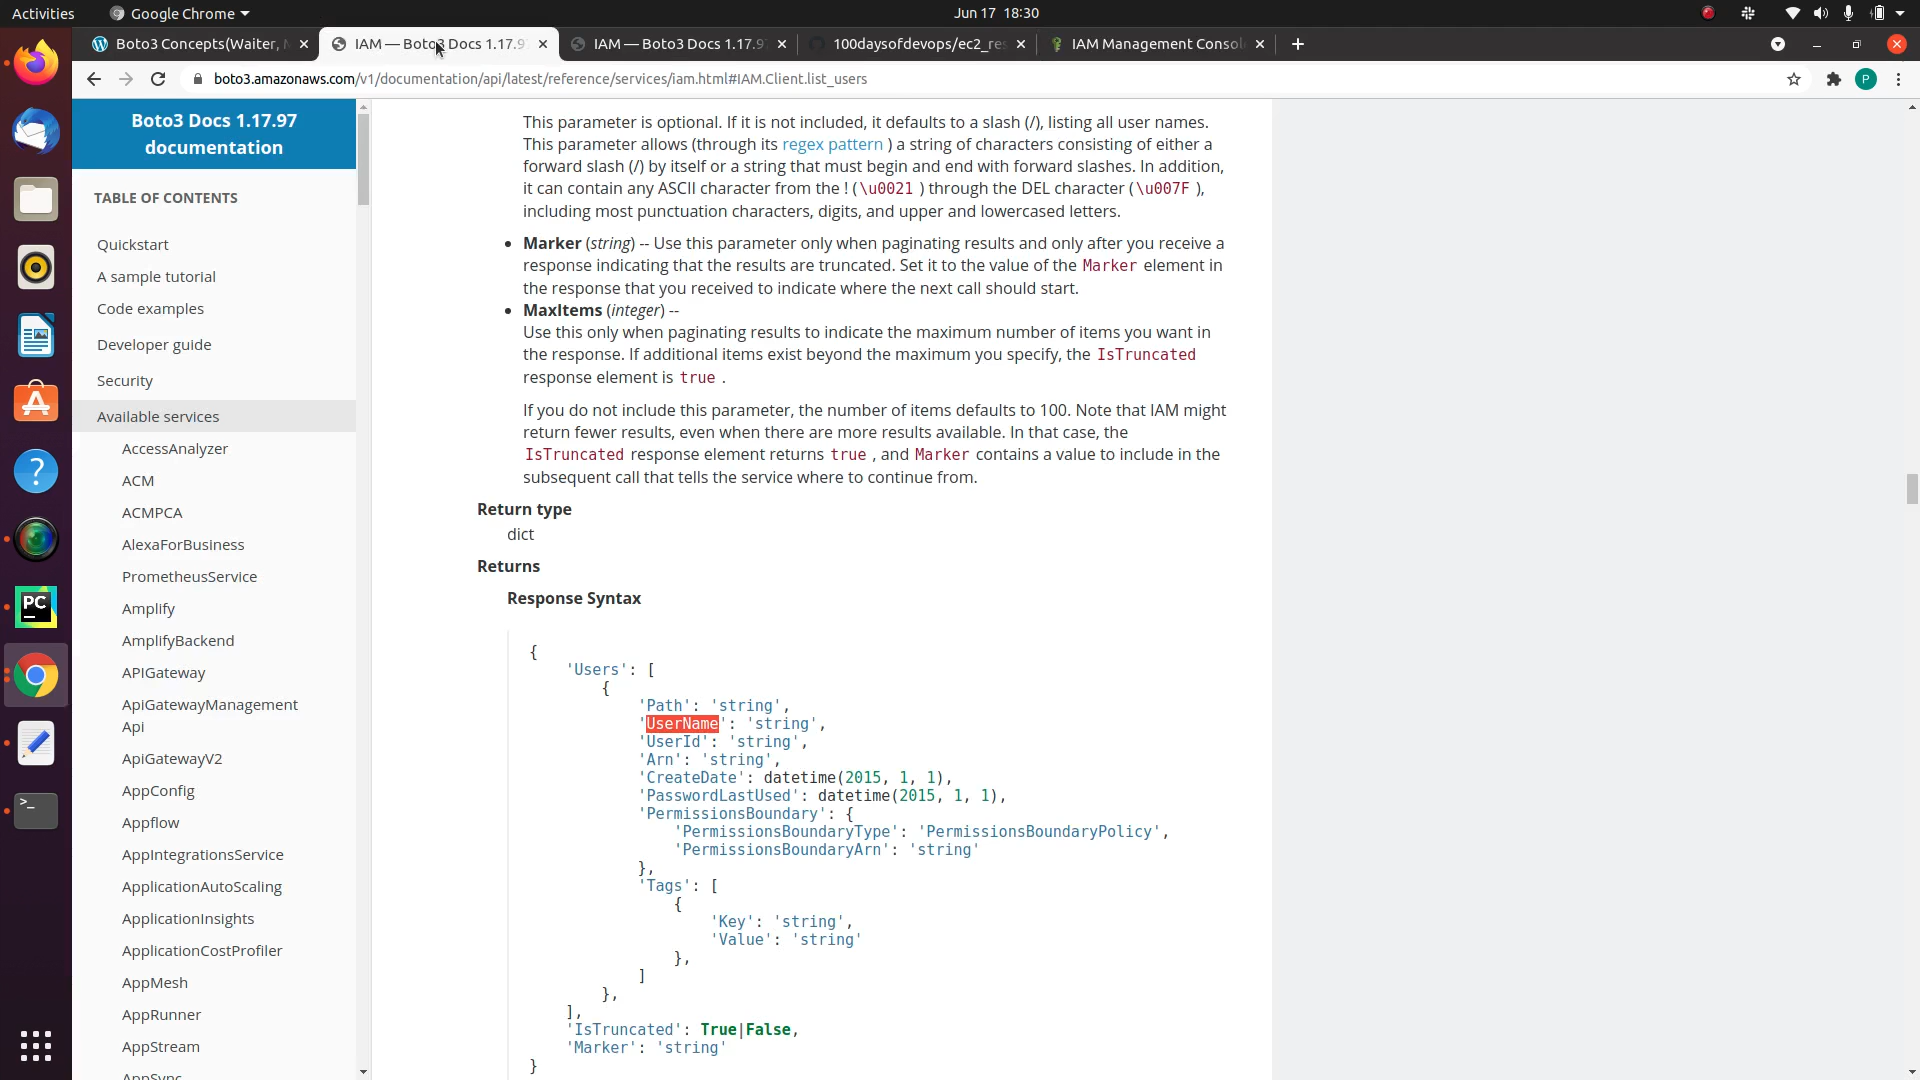 Activities
Google Chrome
Jun 17 18:30
Boto3 Concepts(Waiter,
IAM — Boto3 Docs 1.17.9
IAM — Boto3 Docs 1.17.9
100daysofdevops/ec2_res
IAM Management Consol
boto3.amazonaws.com/v1/documentation/api/latest/reference/services/iam.html#IAM.Client.list_users
P
Boto3 Docs 1.17.97
documentation
TABLE OF CONTENTS
Quickstart
A sample tutorial
Code examples
Developer guide
Security
Available services
AccessAnalyzer
ACM
ACMPCA
AlexaForBusiness
PrometheusService
Amplify
AmplifyBackend
APIGateway
ApiGatewayManagement
Api
ApiGatewayV2
AppConfig
Appflow
AppIntegrationsService
ApplicationAutoScaling
ApplicationInsights
ApplicationCostProfiler
AppMesh
AppRunner
AppStream
AppSync
This parameter is optional. If it is not included, it defaults to a slash (/), listing all user names.
This parameter allows (through its regex pattern ) a string of characters consisting of either a
forward slash (/) by itself or a string that must begin and end with forward slashes. In addition,
it can contain any ASCII character from the ! ( \u0021 ) through the DEL character ( \u007F ),
including most punctuation characters, digits, and upper and lowercased letters.
• Marker (string) -- Use this parameter only when paginating results and only after you receive a
response indicating that the results are truncated. Set it to the value of the Marker element in
the response that you received to indicate where the next call should start.
• MaxItems (integer) --
Use this only when paginating results to indicate the maximum number of items you want in
the response. If additional items exist beyond the maximum you specify, the IsTruncated
response element is true .
If you do not include this parameter, the number of items defaults to 100. Note that IAM might
return fewer results, even when there are more results available. In that case, the
IsTruncated response element returns true , and Marker contains a value to include in the
subsequent call that tells the service where to continue from.
Return type
dict
Returns
Response Syntax
{
'Users': [
{
'Path': 'string',
'UserName': 'string',
'UserId': 'string',
'Arn': 'string',
'CreateDate': datetime(2015, 1, 1),
'PasswordLastUsed': datetime(2015, 1, 1),
'PermissionsBoundary': {
'PermissionsBoundaryType': 'PermissionsBoundaryPolicy',
'PermissionsBoundaryArn': 'string'
},
'Tags': [
{
'Key': 'string',
'Value': 'string'
},
]
},
],
'IsTruncated': True|False,
'Marker': 'string'
}
PC